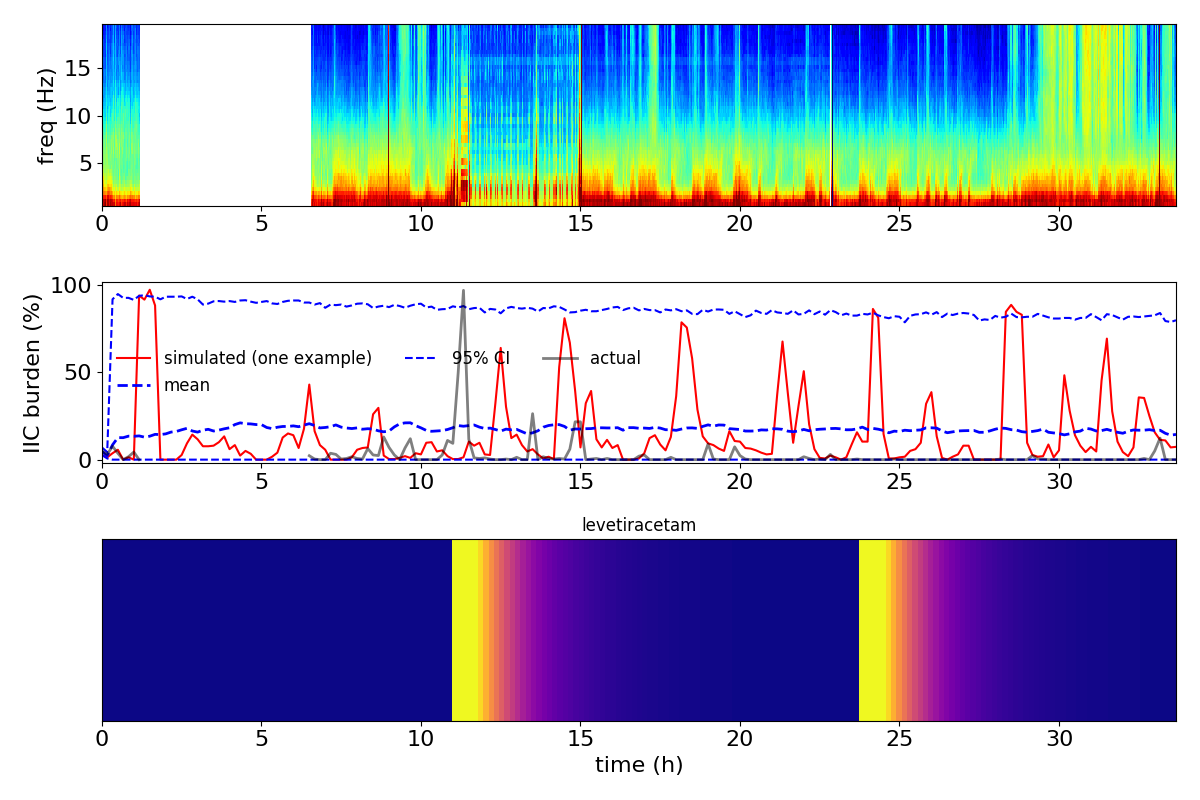 15
10
5
freq (Hz)
0 5 10 15 20 25 30
100
50
0
IIC burden (%)
simulated (one example) 95% CI actual
mean
0 5 10 15 20 25 30
levetiracetam
0 5 10 15 20 25 30
time (h)